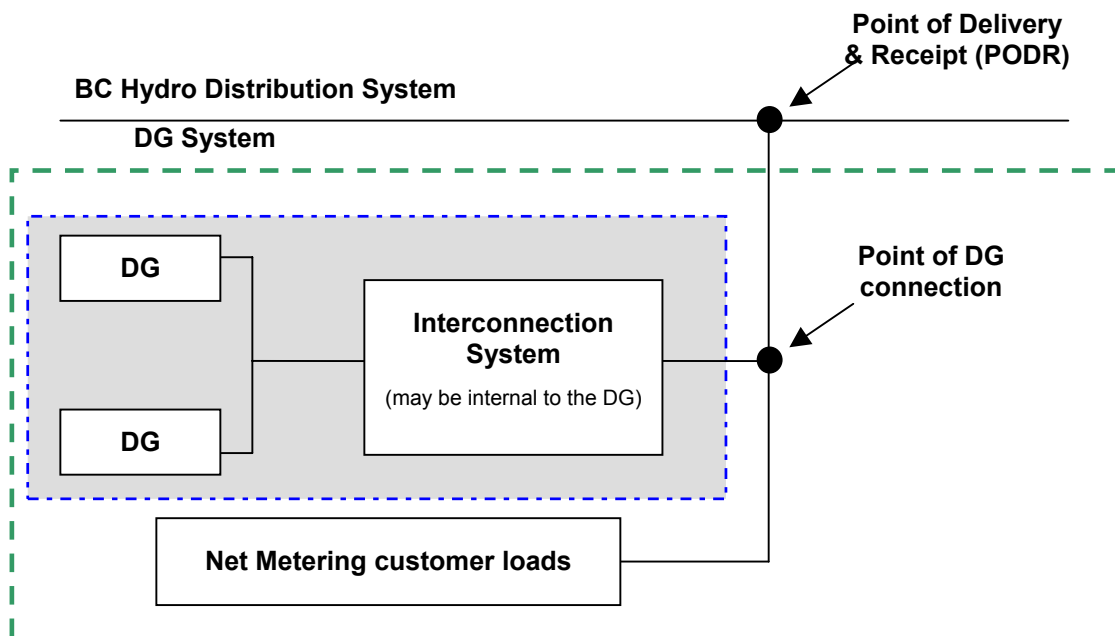 Point of Delivery
& Receipt (PODR)
BC Hydro Distribution System
DG System
DG
Interconnection
System
(may be internal to the DG)
Point of DG
connection
DG
Net Metering customer loads